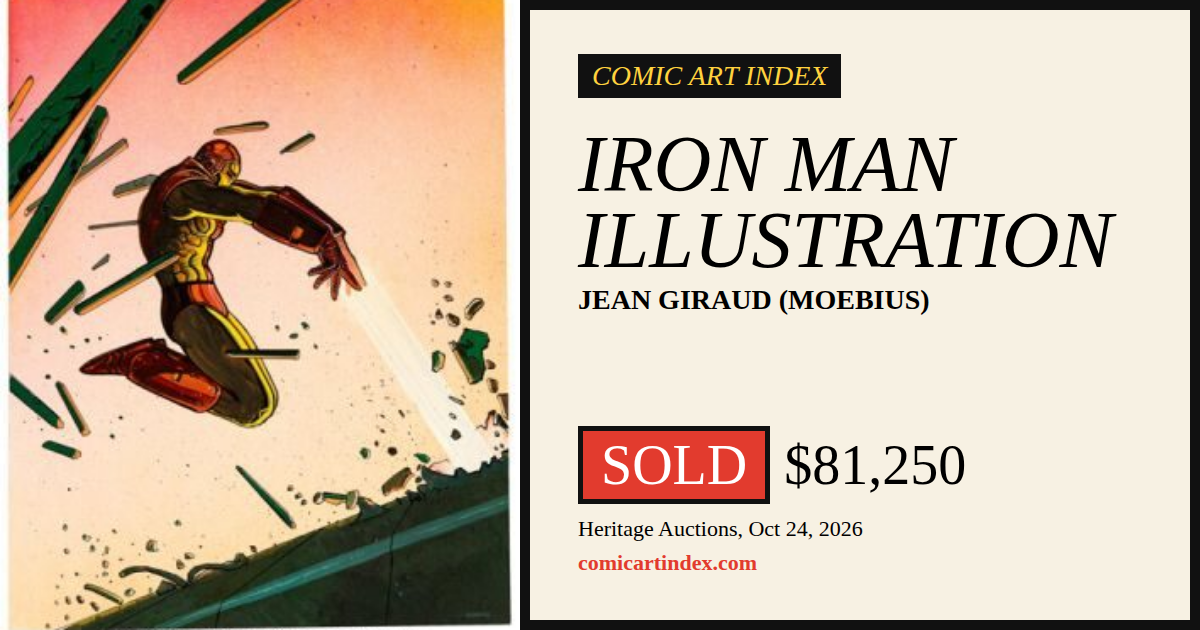 COMIC ART INDEX
IRON MAN
ILLUSTRATION
JEAN GIRAUD (MOEBIUS)
SOLD $81,250
Heritage Auctions, Oct 24, 2026
comicartindex.com